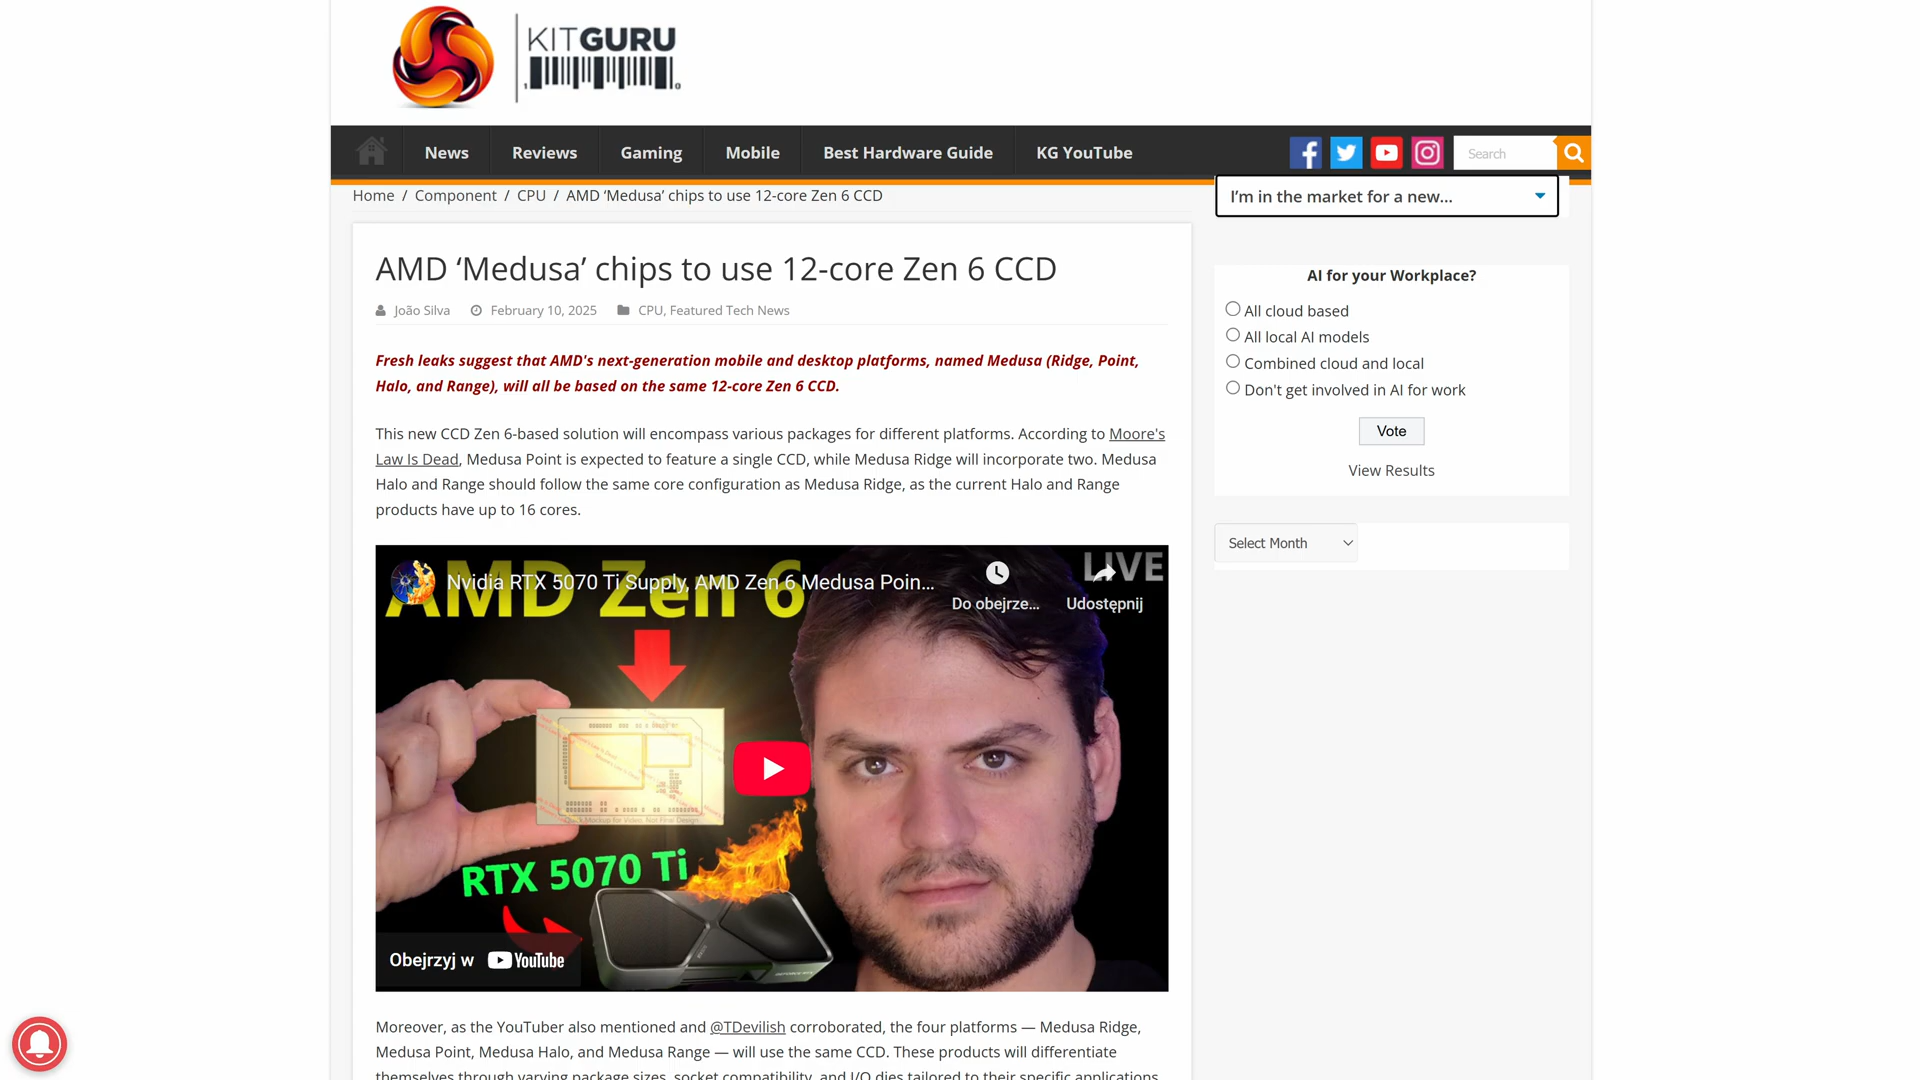 KITGURU
News
Reviews
Gaming
Mobile
Best Hardware Guide
KG YouTube
Search
Home / Component / CPU / AMD ‘Medusa’ chips to use 12-core Zen 6 CCD
I’m in the market for a new...
AMD ‘Medusa’ chips to use 12-core Zen 6 CCD
João Silva February 10, 2025 CPU, Featured Tech News
Fresh leaks suggest that AMD's next-generation mobile and desktop platforms, named Medusa (Ridge, Point,
Halo, and Range), will all be based on the same 12-core Zen 6 CCD.
This new CCD Zen 6-based solution will encompass various packages for different platforms. According to Moore's
Law Is Dead, Medusa Point is expected to feature a single CCD, while Medusa Ridge will incorporate two. Medusa
Halo and Range should follow the same core configuration as Medusa Ridge, as the current Halo and Range
products have up to 16 cores.
Nvidia RTX 5070 Ti Supply, AMD Zen 6 Medusa Poin...
Do obejrze...
Udostępnij
LIVE
AMD Zen 6
Quick Mockup for Video, Not Final Design
RTX 5070 Ti
Obejrzyj w YouTube
Moreover, as the YouTuber also mentioned and @TDevilish corroborated, the four platforms — Medusa Ridge,
Medusa Point, Medusa Halo, and Medusa Range — will use the same CCD. These products will differentiate
themselves through varying package sizes, socket compatibility, and I/O dies tailored to their specific applications.
AI for your Workplace?
All cloud based
All local AI models
Combined cloud and local
Don't get involved in AI for work
Vote
View Results
Select Month